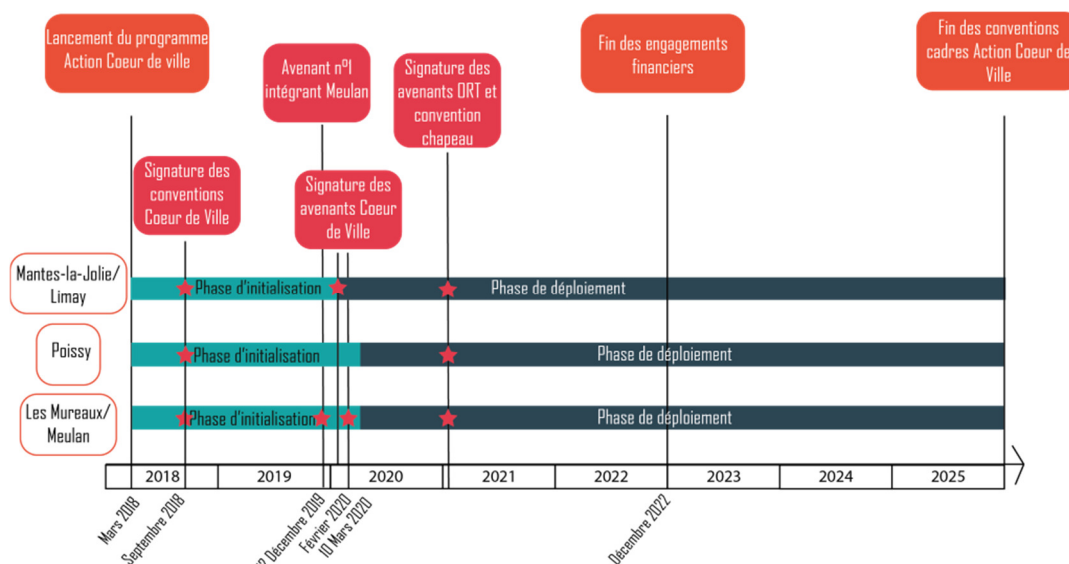 Lancement du programme
Action Coeur de ville
Avenant n°1
intégrant Meulan
Signature des
avenants ORT et
convention
chapeau
Fin des engagements
financiers
Fin des conventions
cadres Action Coeur de
Ville
Signature des
conventions
Coeur de Ville
Signature des
avenants Coeur
de Ville
Mantes-la-Jolie/
Limay
Phase d'initialisation
Phase de déploiement
Poissy
Phase d'initialisation
Phase de déploiement
Les Mureaux/
Meulan
Phase d'initialisation
Phase de déploiement
2018
2019
2020
2021
2022
2023
2024
2025
Mars 2018
Septembre 2018
Décembre 2019
Février 2020
10 Mars 2020
Décembre 2022